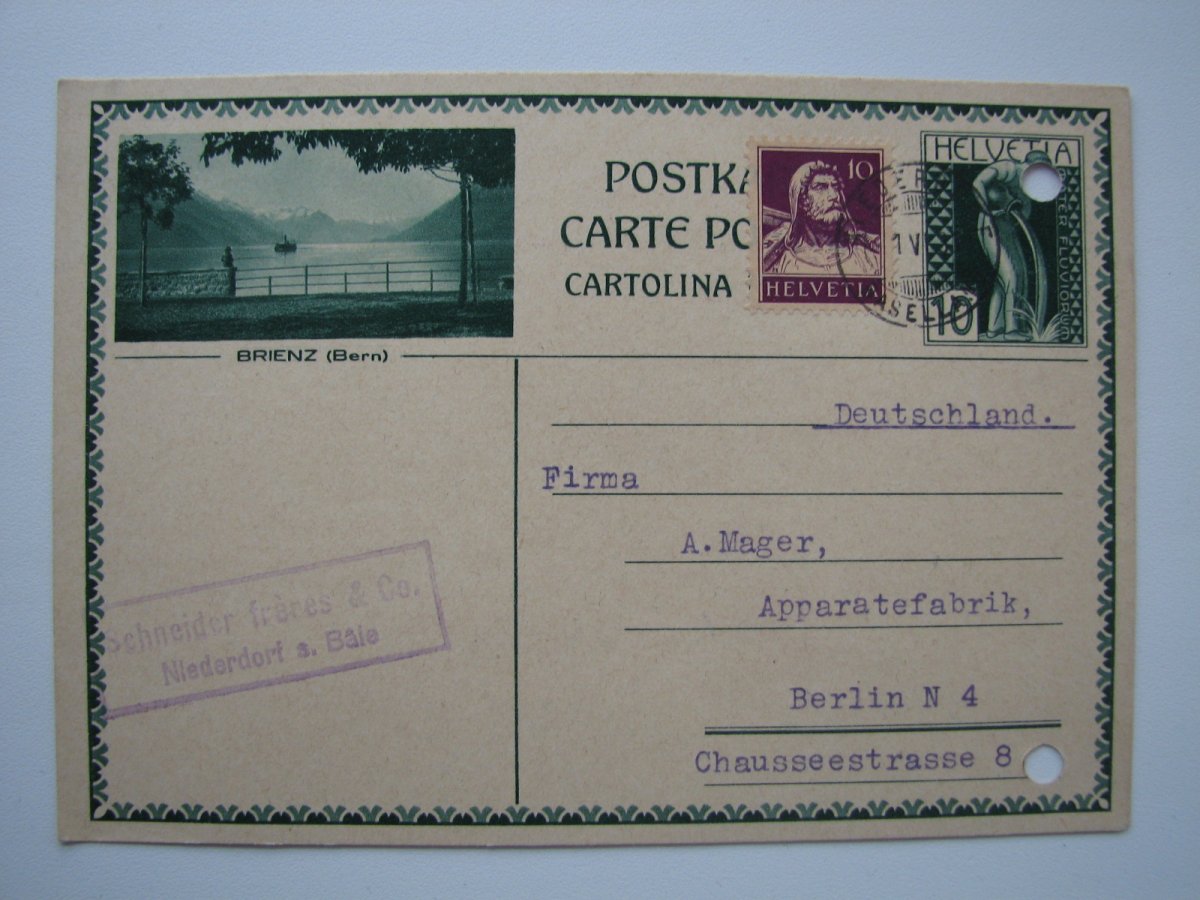 POSTKA
CARTE PO
CARTOLINA
10
HELVETIA
HELVETIA
10
BRIENZ (Bern)
Deutschland.
Firma
A.Mager,
Apparatefabrik,
Berlin N 4
Chausseestrasse 8
Schneider frères & Co.
Niederdorf s. Bâle